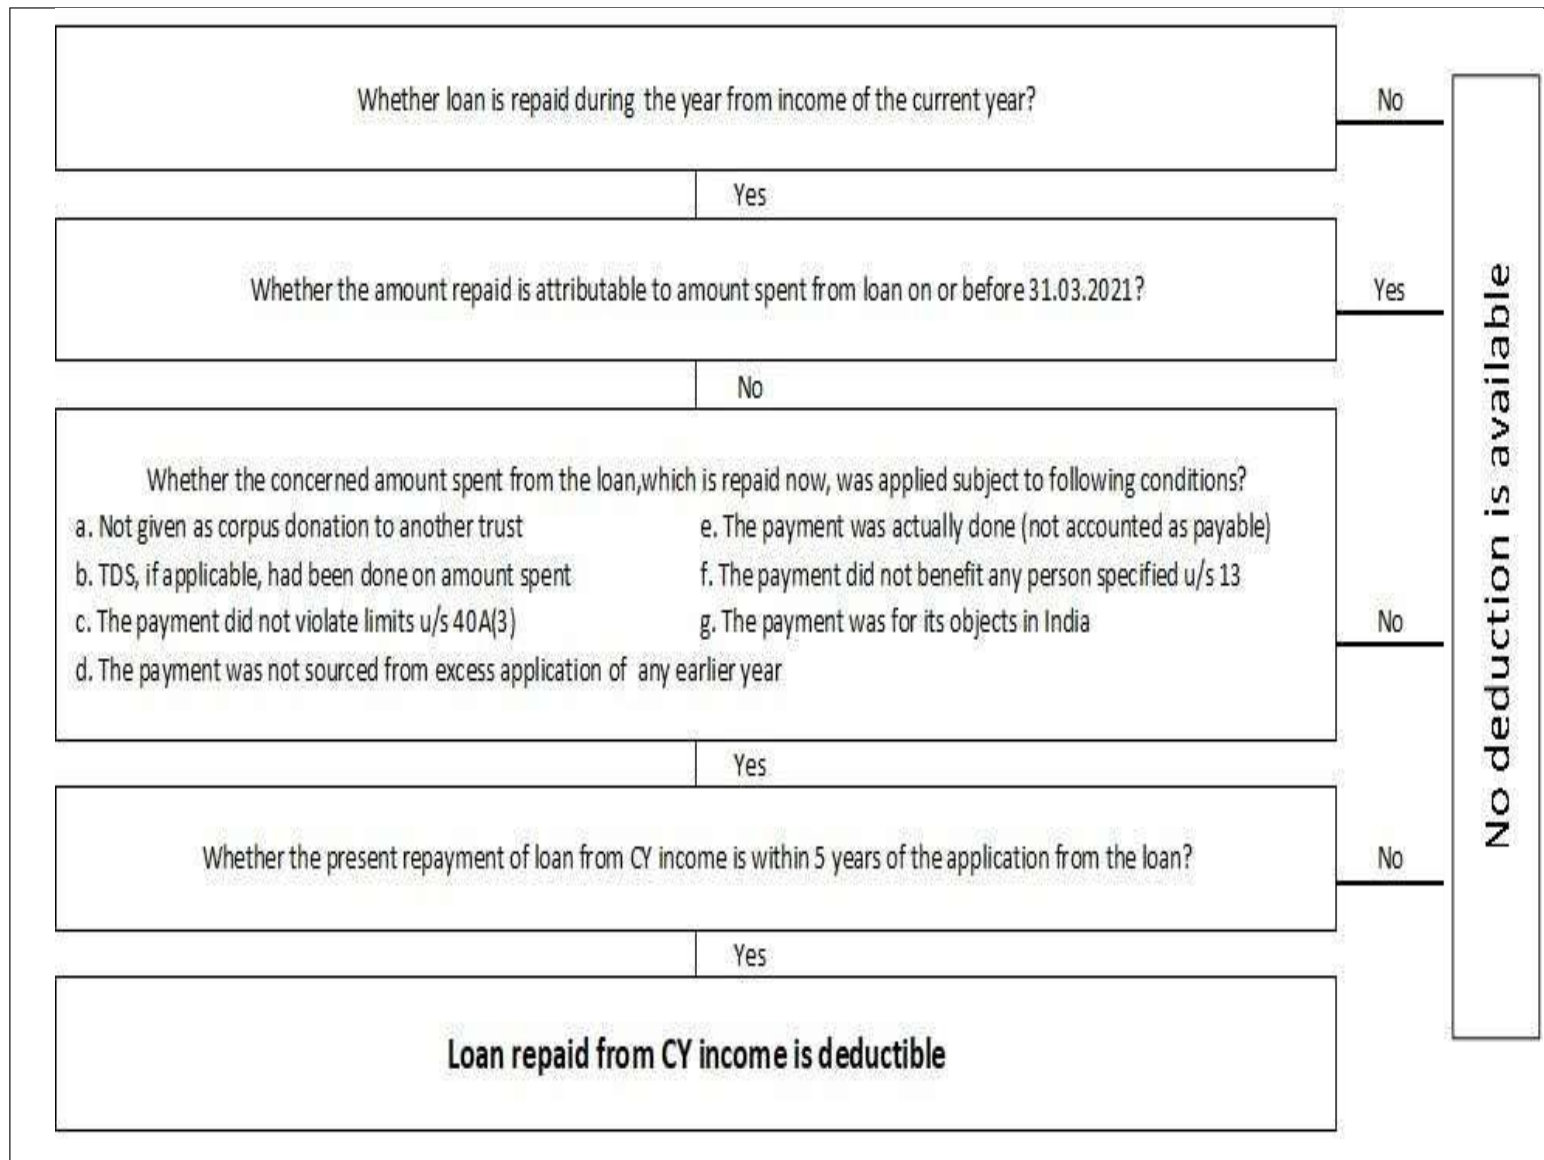 Whether loan is repaid during the year from income of the current year?
No
Yes
Whether the amount repaid is attributable to amount spent from loan on or before 31.03.2021?
Yes
No
Whether the concerned amount spent from the loan,which is repaid now, was applied subject to following conditions?
a. Not given as corpus donation to another trust
e. The payment was actually done (not accounted as payable)
b. TDS, if applicable, had been done on amount spent
f. The payment did not benefit any person specified u/s 13
c. The payment did not violate limits u/s 40A(3)
g. The payment was for its objects in India
d. The payment was not sourced from excess application of any earlier year
No
Yes
Whether the present repayment of loan from CY income is within 5 years of the application from the loan?
No
Yes
Loan repaid from CY income is deductible
No deduction is available